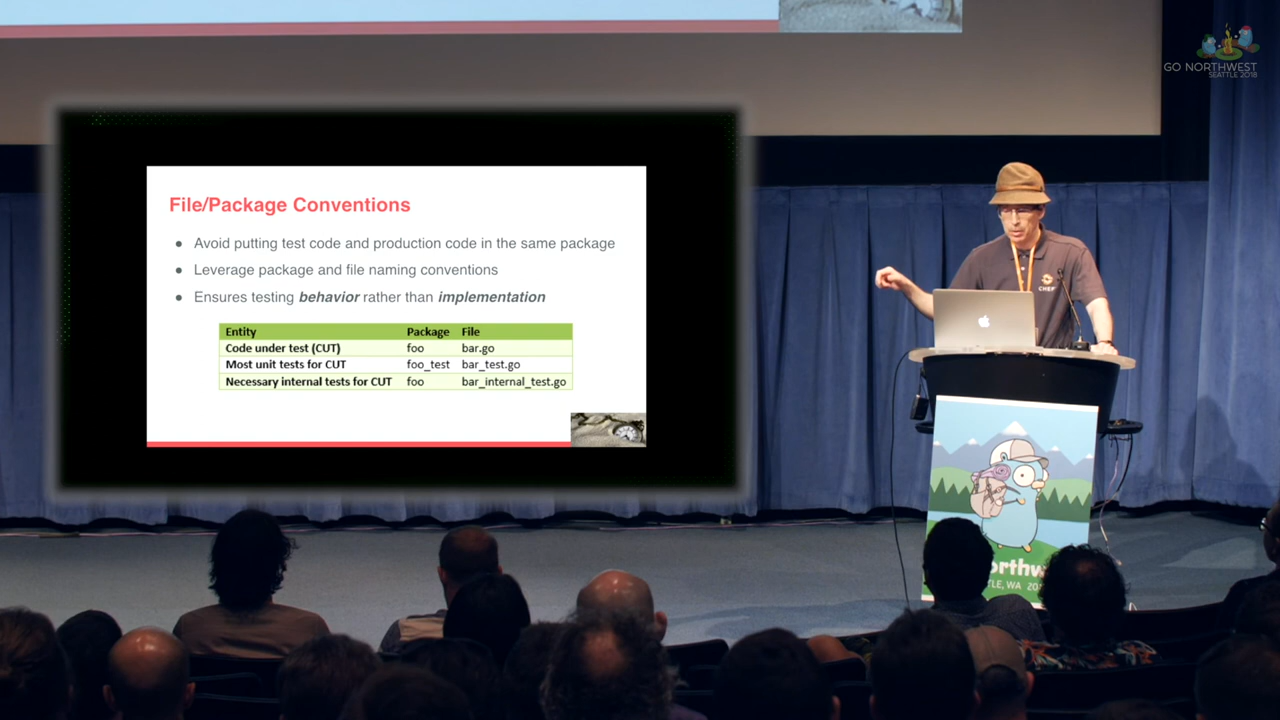 GO NORTHWEST
SEATTLE 2018
File/Package Conventions
● Avoid putting test code and production code in the same package
● Leverage package and file naming conventions
● Ensures testing behavior rather than implementation
Entity Package File
Code under test (CUT) foo bar.go
Most unit tests for CUT foo_test bar_test.go
Necessary internal tests for CUT foo bar_internal_test.go
CHEF